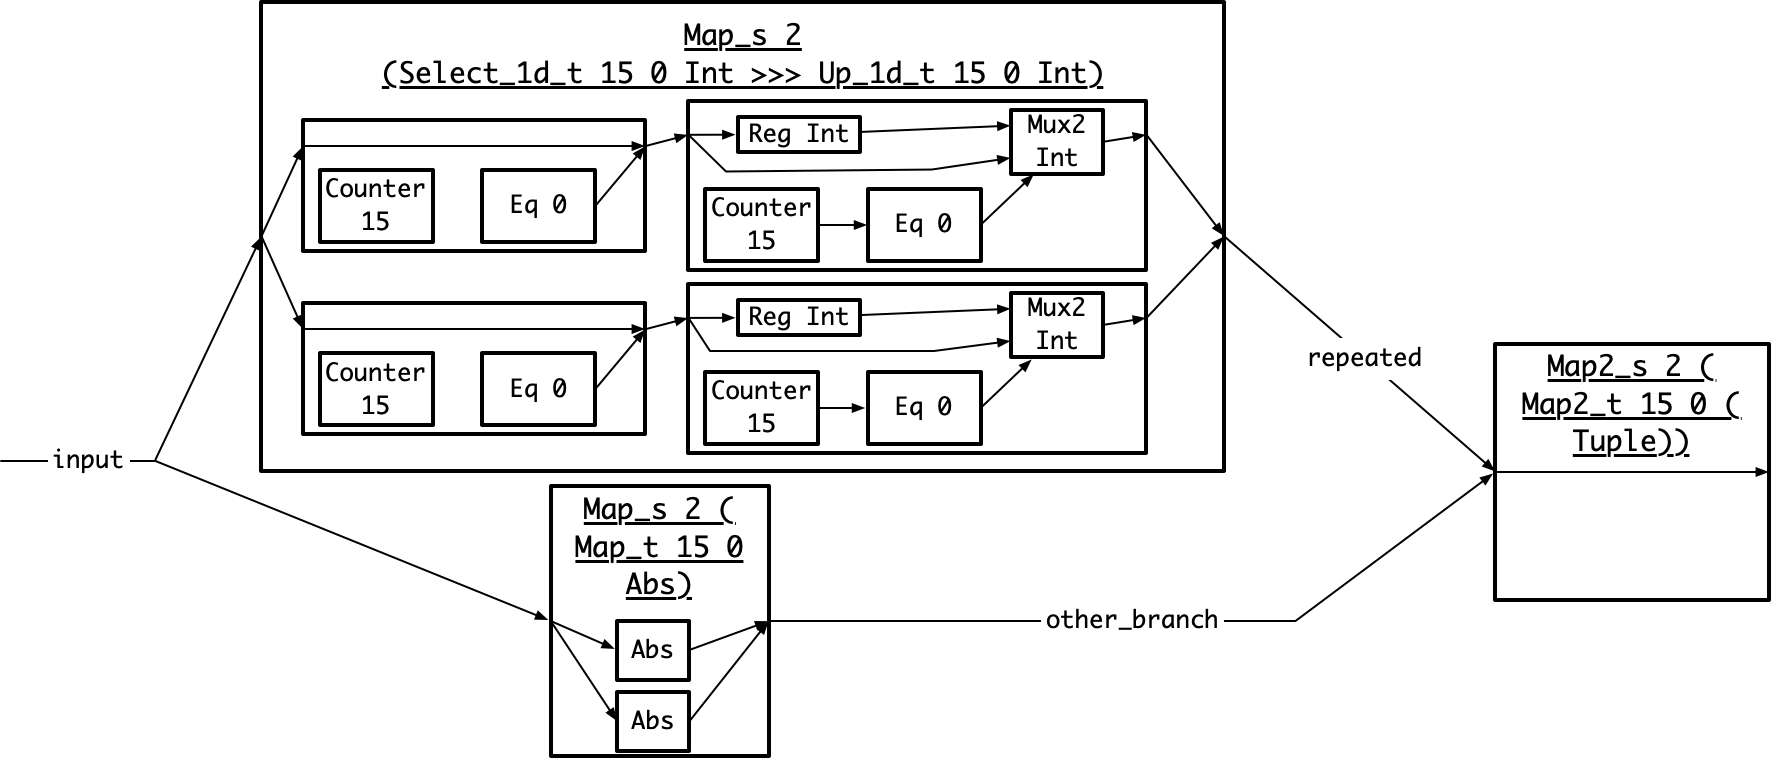 Map_s 2
(Select_1d_t 15 0 Int >>> Up_1d_t 15 0 Int)
Counter
15
Eq 0
Reg Int
Mux2
Int
Counter
15
Eq 0
Counter
15
Eq 0
Reg Int
Mux2
Int
Counter
15
Eq 0
input
repeated
Map2_s 2 (
Map2_t 15 0 (
Tuple))
Map_s 2 (
Map_t 15 0
Abs)
Abs
Abs
other_branch